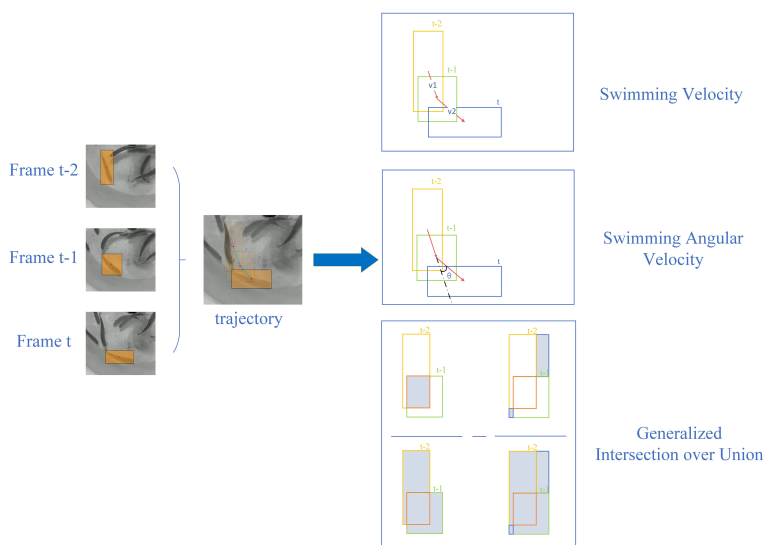 Frame t-2
Frame t-1
Frame t
trajectory
t-2
t-1
t
v1
v2
Swimming Velocity
t-2
t-1
t
θ
Swimming Angular
Velocity
t-2
t-1
t-2
t-1
t-2
t-1
t-2
t-1
Generalized
Intersection over Union